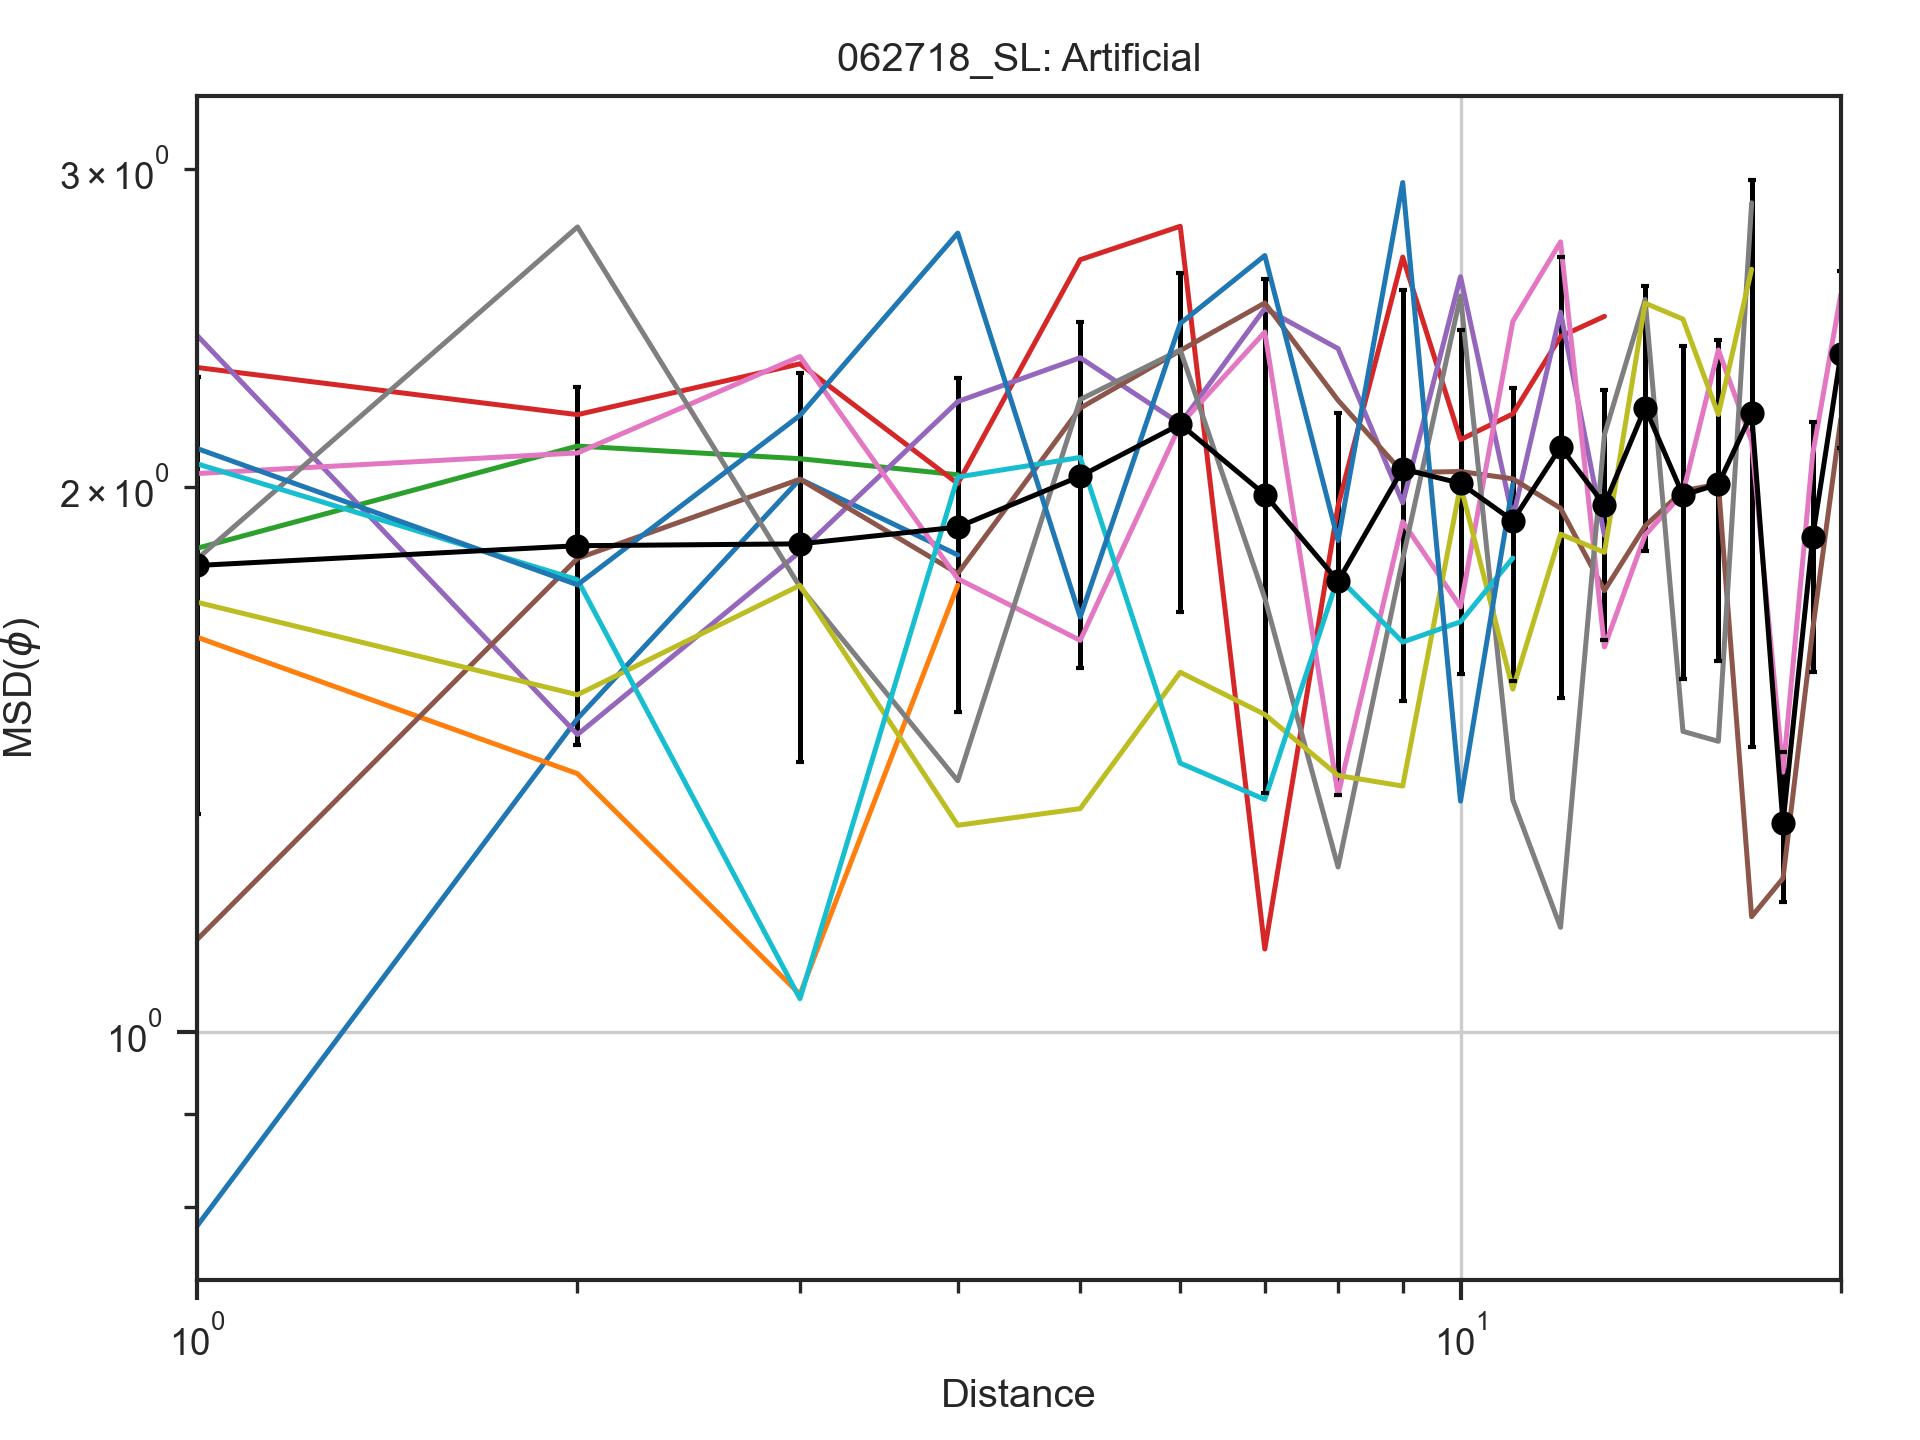 062718_SL: Artificial
3 × 10⁰
2 × 10⁰
10⁰
MSD(ϕ)
10⁰ 10¹
Distance